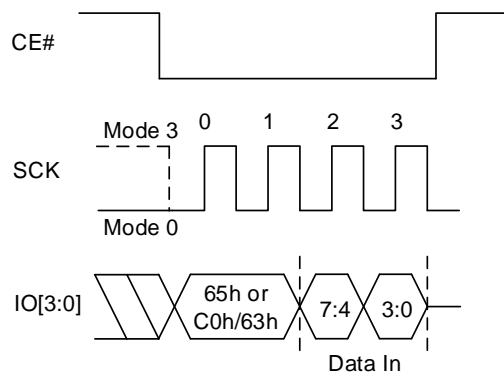 CE#
Mode 3 0 1 2 3
SCK
Mode 0
IO[3:0]
65h or
C0h/63h
7:4
3:0
Data In